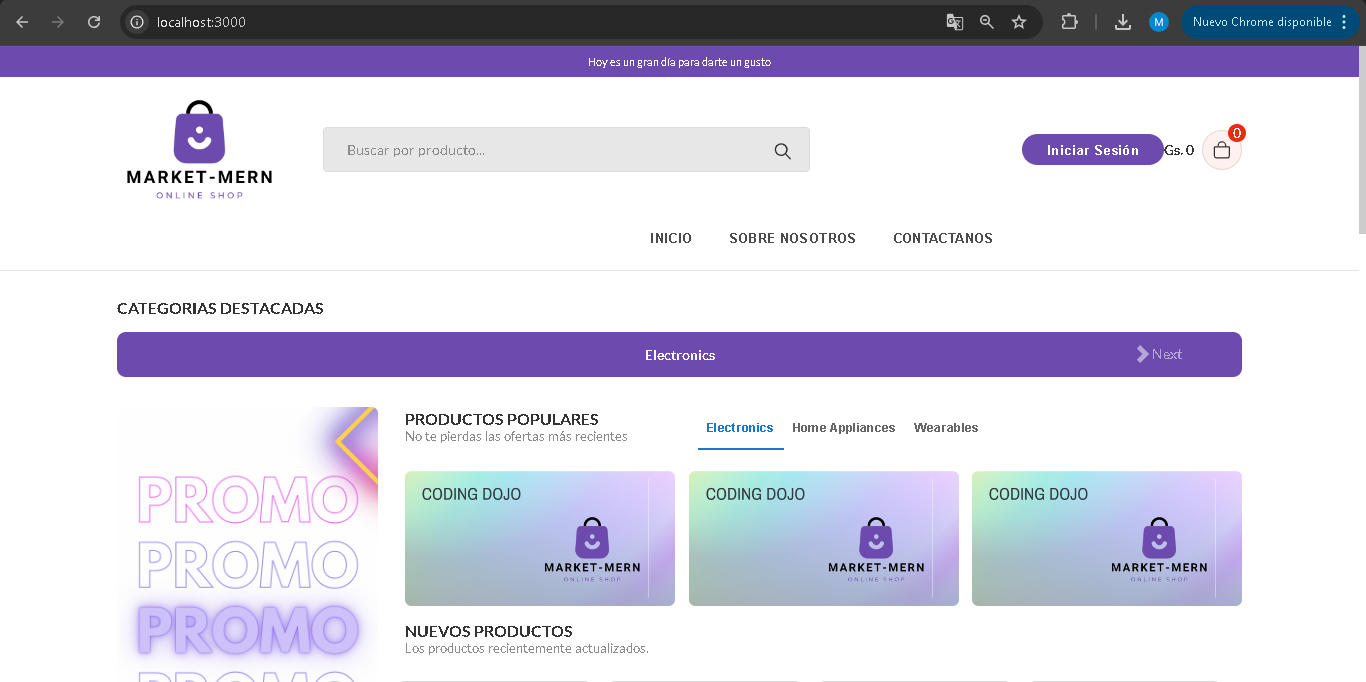 localhost:3000
M
Nuevo Chrome disponible
Hoy es un gran día para darte un gusto
MARKET-MERN
ONLINE SHOP
Buscar por producto...
Iniciar Sesión
Gs. 0
0
INICIO
SOBRE NOSOTROS
CONTACTANOS
CATEGORIAS DESTACADAS
Electronics
Next
PROMO
PROMO
PROMO
PROMO
PRODUCTOS POPULARES
No te pierdas las ofertas más recientes
Electronics
Home Appliances
Wearables
CODING DOJO
MARKET-MERN
ONLINE SHOP
CODING DOJO
MARKET-MERN
ONLINE SHOP
CODING DOJO
MARKET-MERN
ONLINE SHOP
NUEVOS PRODUCTOS
Los productos recientemente actualizados.